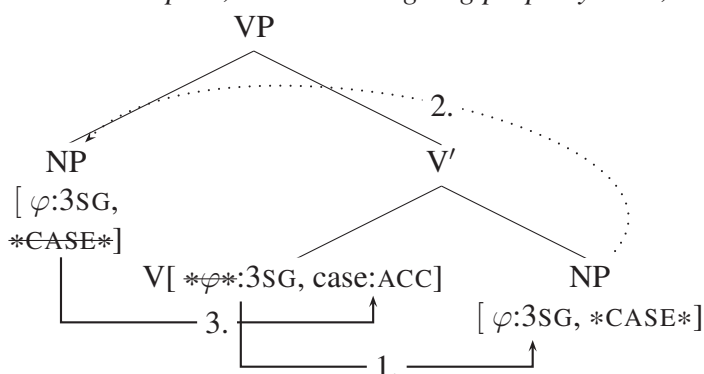 VP
2.
NP V′
[ φ:3SG,
*CASE*]
V[ *φ*:3SG, case:ACC] NP
[ φ:3SG, *CASE*]
3.
1.